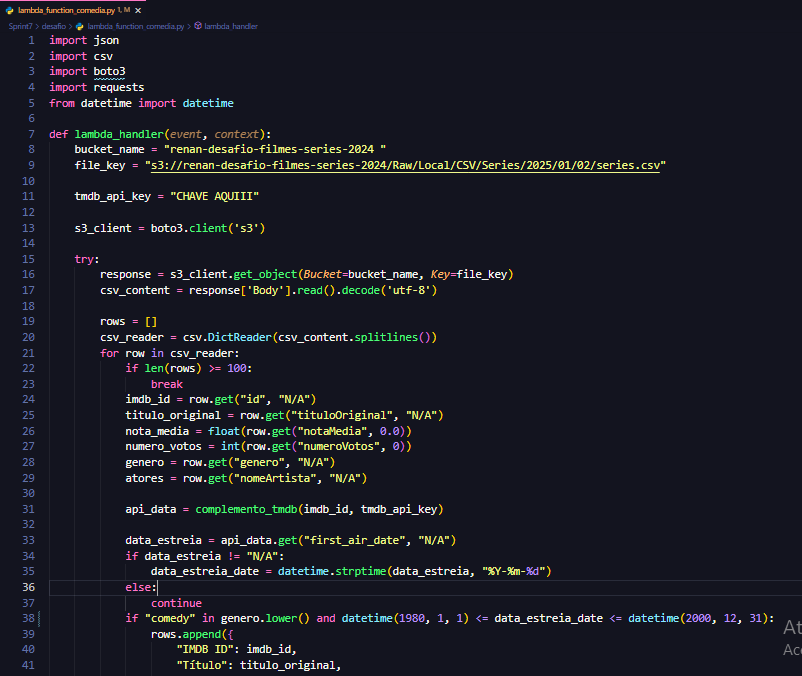 lambda_function_comedia.py 1, M ×
Sprint7 > desafio > lambda_function_comedia.py > lambda_handler
1 import json
2 import csv
3 import boto3
4 import requests
5 from datetime import datetime
6
7 def lambda_handler(event, context):
8 bucket_name = "renan-desafio-filmes-series-2024 "
9 file_key = "s3://renan-desafio-filmes-series-2024/Raw/Local/CSV/Series/2025/01/02/series.csv"
10
11 tmdb_api_key = "CHAVE AQUIII"
12
13 s3_client = boto3.client('s3')
14
15 try:
16 response = s3_client.get_object(Bucket=bucket_name, Key=file_key)
17 csv_content = response['Body'].read().decode('utf-8')
18
19 rows = []
20 csv_reader = csv.DictReader(csv_content.splitlines())
21 for row in csv_reader:
22 if len(rows) >= 100:
23 break
24 imdb_id = row.get("id", "N/A")
25 titulo_original = row.get("tituloOriginal", "N/A")
26 nota_media = float(row.get("notaMedia", 0.0))
27 numero_votos = int(row.get("numeroVotos", 0))
28 genero = row.get("genero", "N/A")
29 atores = row.get("nomeArtista", "N/A")
30
31 api_data = complemento_tmdb(imdb_id, tmdb_api_key)
32
33 data_estreia = api_data.get("first_air_date", "N/A")
34 if data_estreia != "N/A":
35 data_estreia_date = datetime.strptime(data_estreia, "%Y-%m-%d")
36 else:
37 continue
38 if "comedy" in genero.lower() and datetime(1980, 1, 1) <= data_estreia_date <= datetime(2000, 12, 31):
39 rows.append({
40 "IMDB ID": imdb_id,
41 "Título": titulo_original,